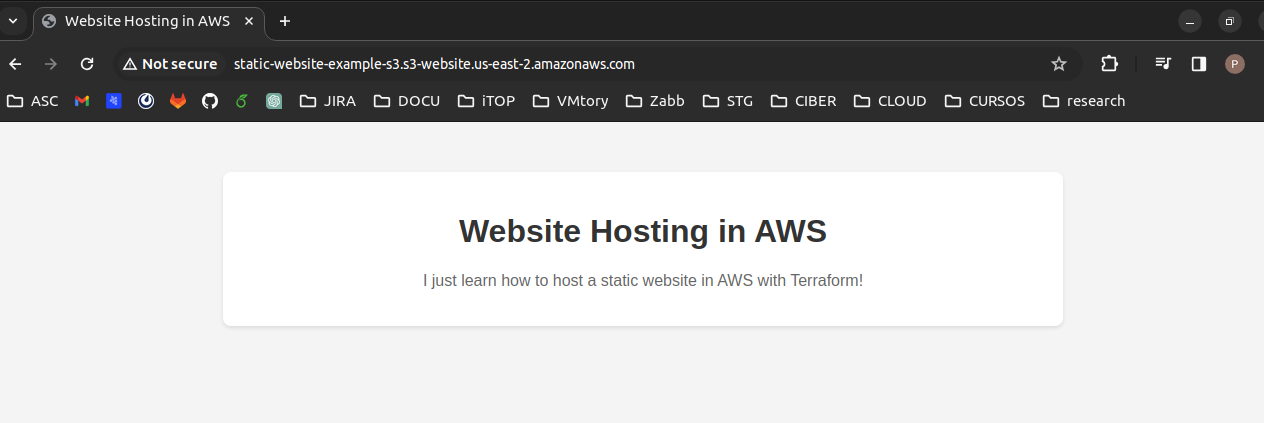 Website Hosting in AWS
Not secure static-website-example-s3.s3-website.us-east-2.amazonaws.com P
ASC JIRA DOCU iTOP VMtory Zabb STG CIBER CLOUD CURSOS research
Website Hosting in AWS
I just learn how to host a static website in AWS with Terraform!